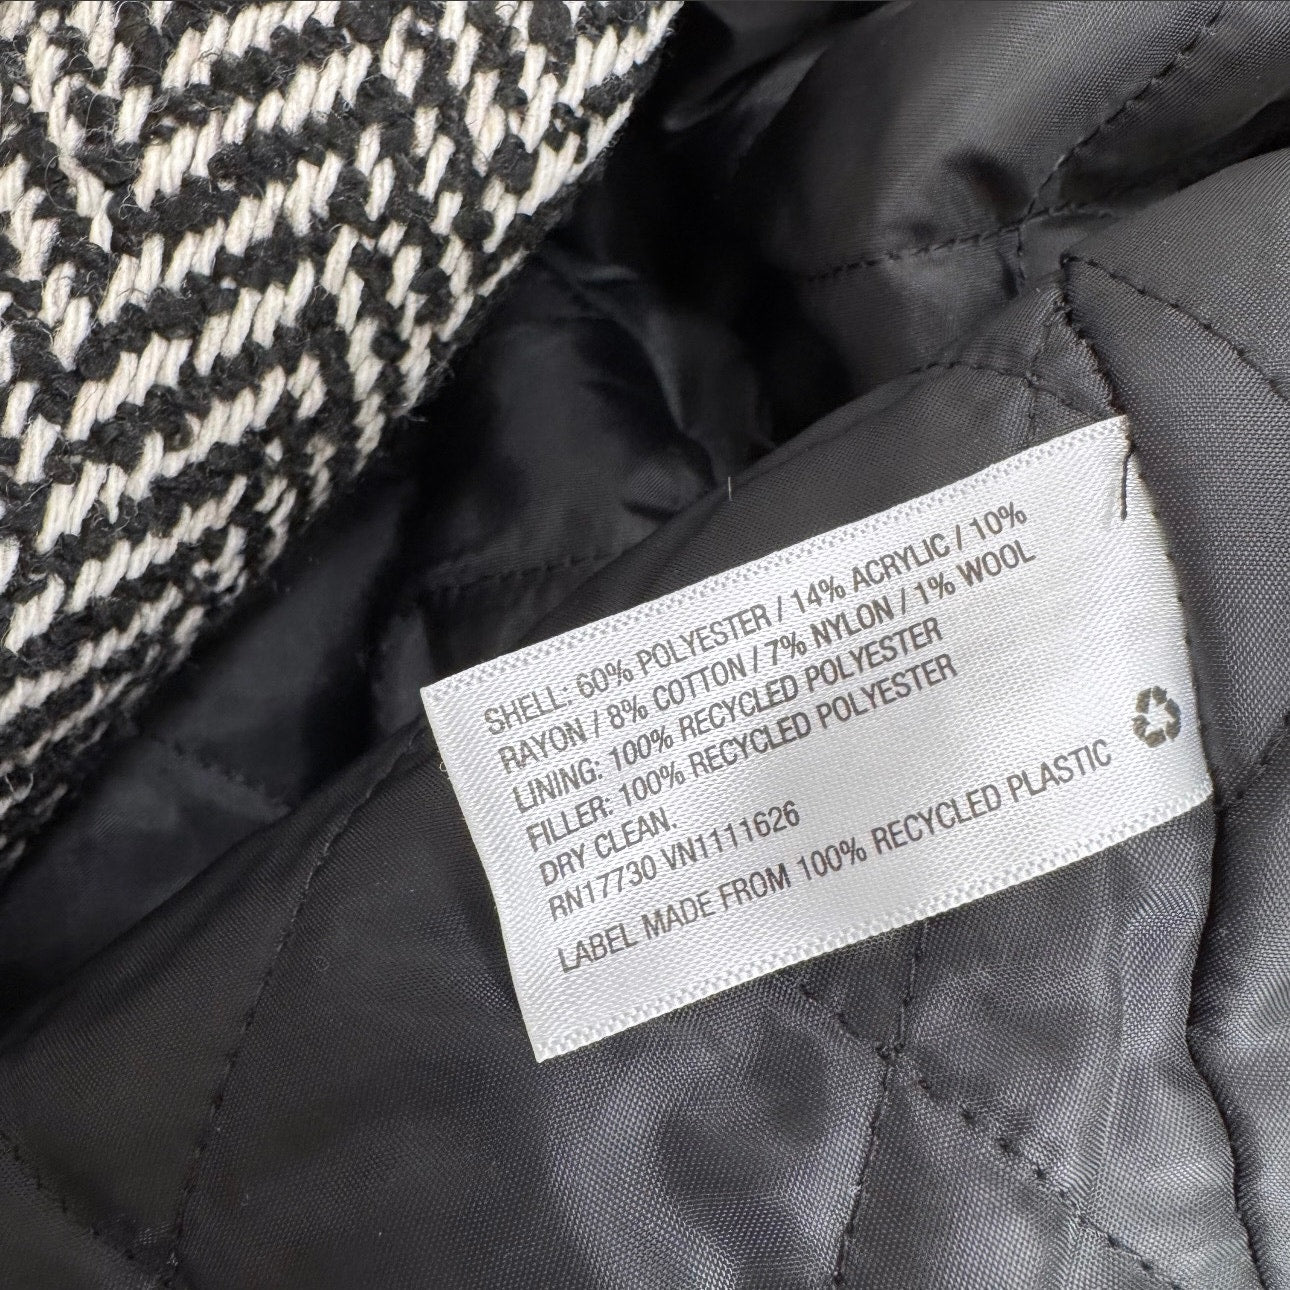 SHELL: 60% POLYESTER / 14% ACRYLIC / 10%
RAYON / 8% COTTON / 7% NYLON / 1% WOOL
LINING: 100% RECYCLED POLYESTER
FILLER: 100% RECYCLED POLYESTER
DRY CLEAN.
RN17730 VN1111626
LABEL MADE FROM 100% RECYCLED PLASTIC